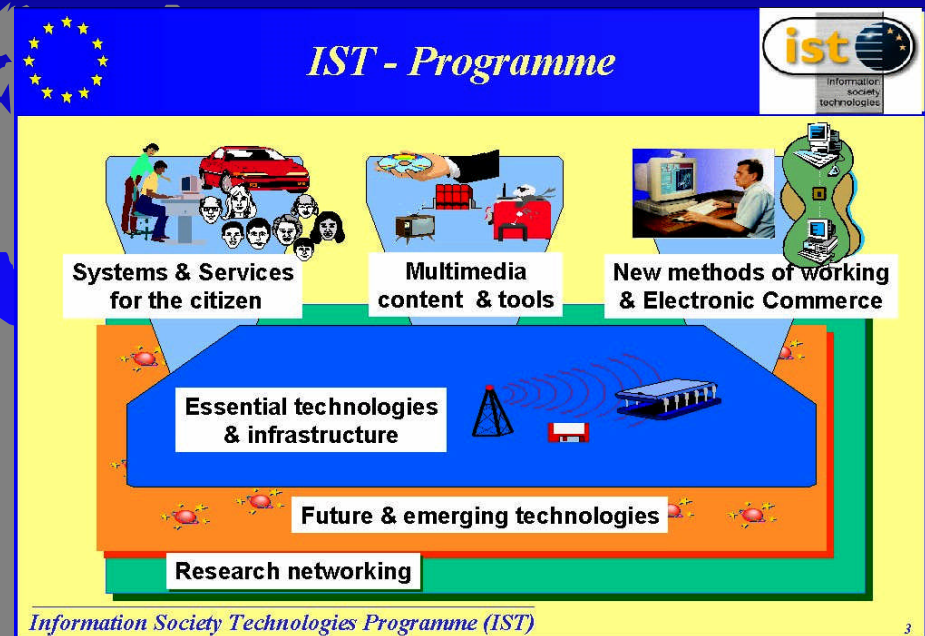 IST - Programme
ist
information
society
technologies
Systems & Services
for the citizen
Multimedia
content & tools
New methods of working
& Electronic Commerce
Essential technologies
& infrastructure
Future & emerging technologies
Research networking
Information Society Technologies Programme (IST)
3